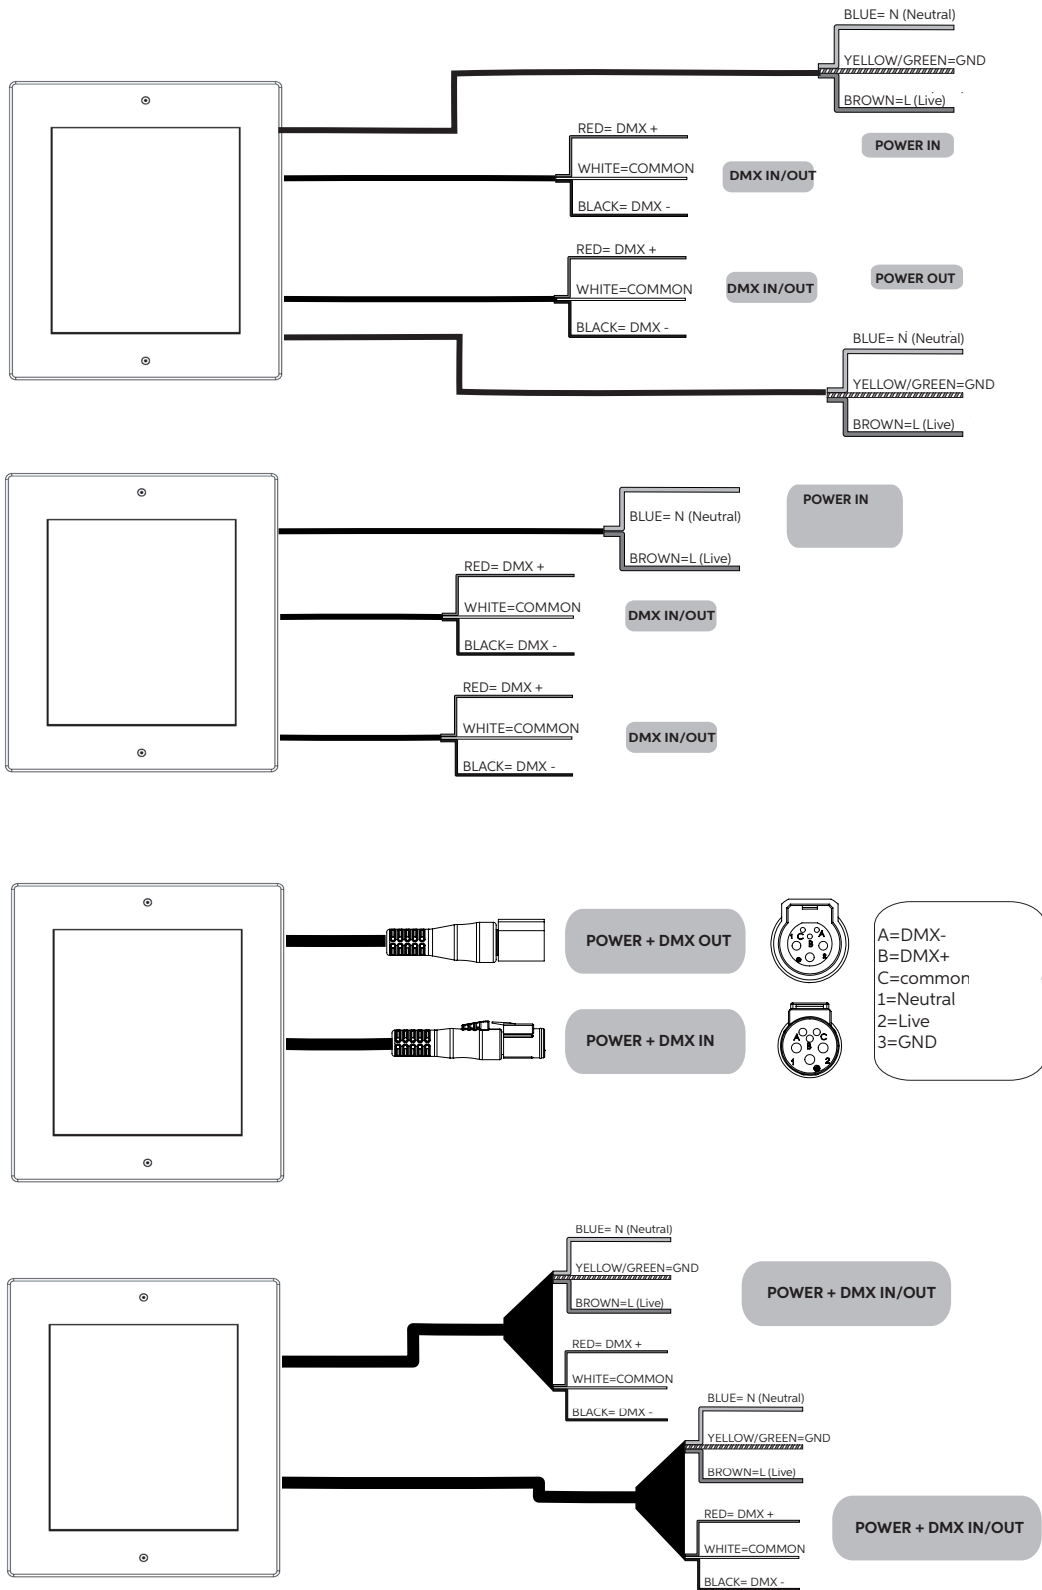 BLUE= N (Neutral)
YELLOW/GREEN=GND
BROWN=L (Live)
POWER IN
RED= DMX +
WHITE=COMMON
BLACK= DMX -
DMX IN/OUT
RED= DMX +
WHITE=COMMON
BLACK= DMX -
DMX IN/OUT
POWER OUT
BLUE= N (Neutral)
YELLOW/GREEN=GND
BROWN=L (Live)
BLUE= N (Neutral)
BROWN=L (Live)
POWER IN
RED= DMX +
WHITE=COMMON
BLACK= DMX -
DMX IN/OUT
RED= DMX +
WHITE=COMMON
BLACK= DMX -
DMX IN/OUT
POWER + DMX OUT
1 C A
B
2
POWER + DMX IN
A C
B
1 2
A=DMX-
B=DMX+
C=common
1=Neutral
2=Live
3=GND
BLUE= N (Neutral)
YELLOW/GREEN=GND
BROWN=L (Live)
RED= DMX +
WHITE=COMMON
BLACK= DMX -
POWER + DMX IN/OUT
BLUE= N (Neutral)
YELLOW/GREEN=GND
BROWN=L (Live)
RED= DMX +
WHITE=COMMON
BLACK= DMX -
POWER + DMX IN/OUT